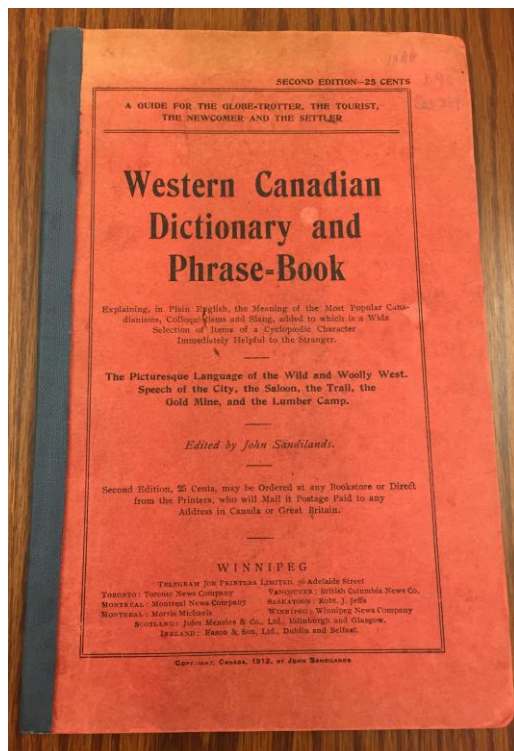 SECOND EDITION—25 CENTS
A GUIDE FOR THE GLOBE-TROTTER, THE TOURIST,
THE NEWCOMER AND THE SETTLER
Western Canadian
Dictionary and
Phrase-Book
Explaining, in Plain English, the Meaning of the Most Popular Cana-
dianisms, Colloquialisms and Slang, added to which is a Wide
Selection of Items of a Cyclopædic Character
Immediately Helpful to the Stranger.
The Picturesque Language of the Wild and Woolly West.
Speech of the City, the Saloon, the Trail, the
Gold Mine, and the Lumber Camp.
Edited by John Sandilands.
Second Edition, 25 Cents, may be Ordered at any Bookstore or Direct
from the Printers, who will Mail it Postage Paid to any
Address in Canada or Great Britain.
WINNIPEG
TELEGRAM JOB PRINTERS LIMITED, 36 Adelaide Street
TORONTO: Toronto News Company VANCOUVER: British Columbia News Co.
MONTREAL: Montreal News Company SASKATOON: Robt. J. Jeffs
MONTREAL: Morris Michaels WINNIPEG: Winnipeg News Company
SCOTLAND: John Menzies & Co., Ltd., Edinburgh and Glasgow.
IRELAND: Eason & Son, Ltd., Dublin and Belfast.
COPYRIGHT, CANADA, 1912, BY JOHN SANDILANDS